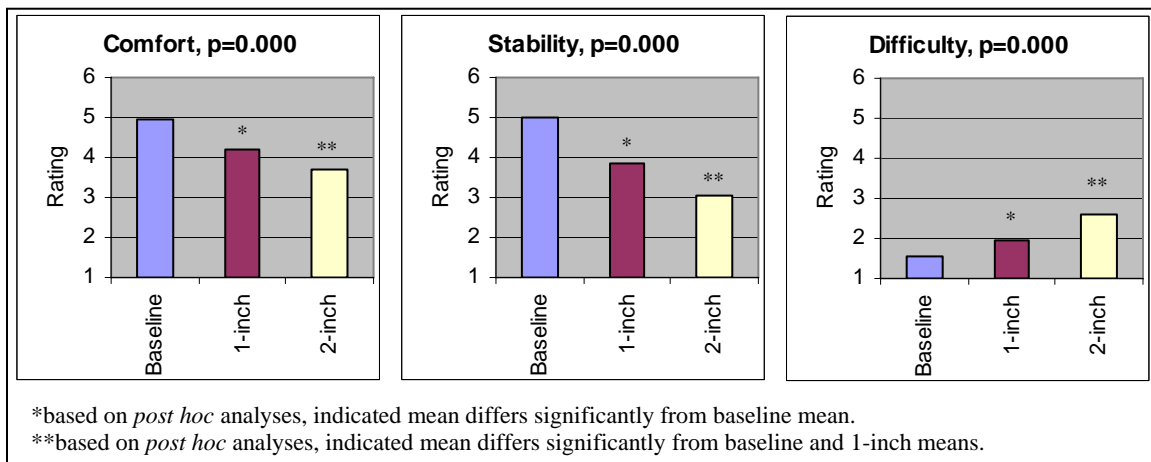 Comfort, p=0.000
6
5
4
3
2
1
Rating
*
**
Baseline
1-inch
2-inch
Stability, p=0.000
6
5
4
3
2
1
Rating
*
**
Baseline
1-inch
2-inch
Difficulty, p=0.000
6
5
4
3
2
1
Rating
*
**
Baseline
1-inch
2-inch
*based on post hoc analyses, indicated mean differs significantly from baseline mean.
**based on post hoc analyses, indicated mean differs significantly from baseline and 1-inch means.